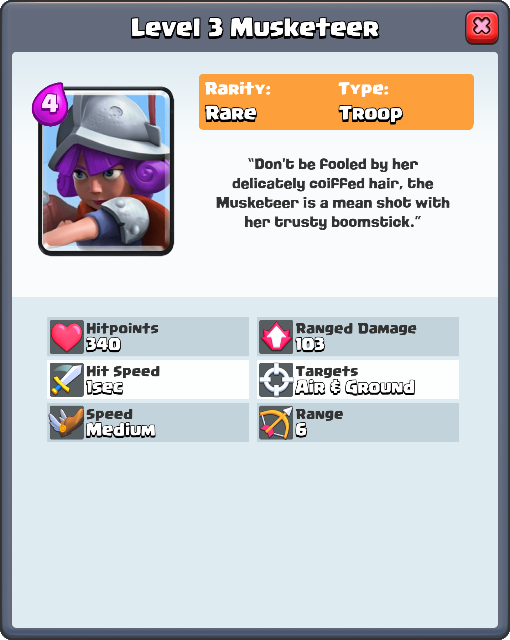 Level 3 Musketeer
4
Rarity: Type:
Rare Troop
"Don't be fooled by her
delicately coiffed hair, the
Musketeer is a mean shot with
her trusty boomstick."
Hitpoints Ranged Damage
340 103
Hit Speed Targets
1sec Air & Ground
Speed Range
Medium 6